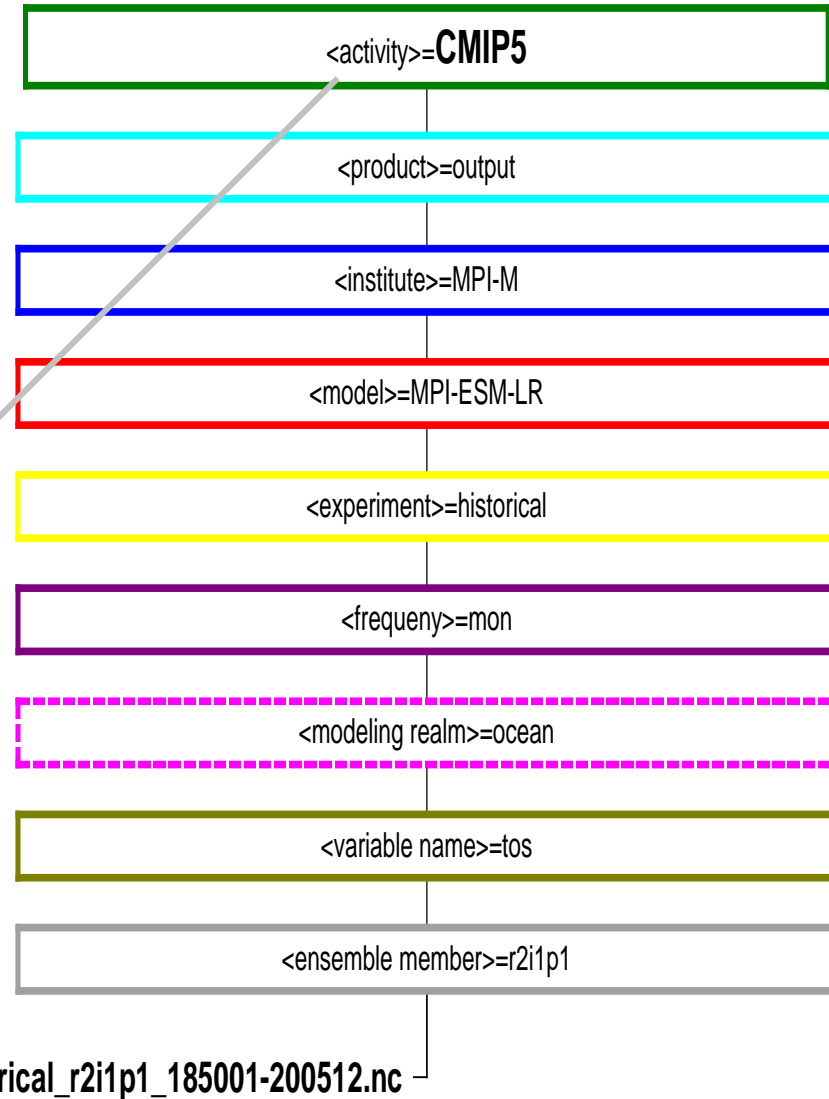 <activity>=CMIP5
<product>=output
<institute>=MPI-M
<model>=MPI-ESM-LR
<experiment>=historical
<frequeny>=mon
<modeling realm>=ocean
<variable name>=tos
<ensemble member>=r2i1p1
rical_r2i1p1_185001-200512.nc